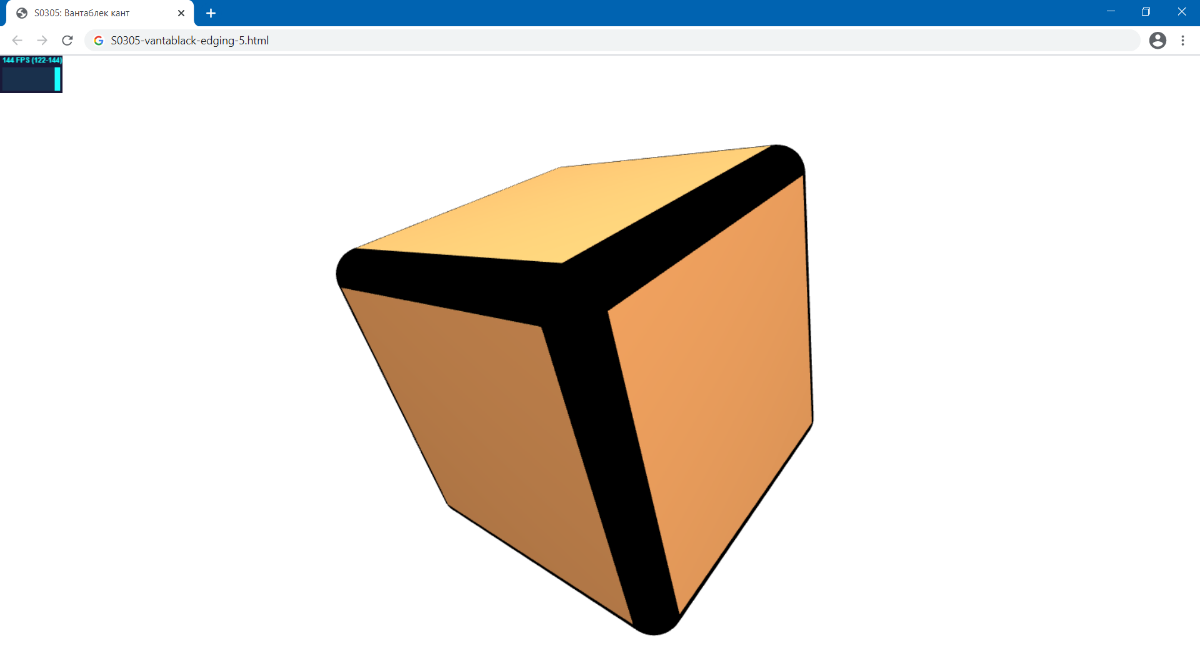 S0305: Вантаблек кант
S0305-vantablack-edging-5.html
144 FPS (122-144)